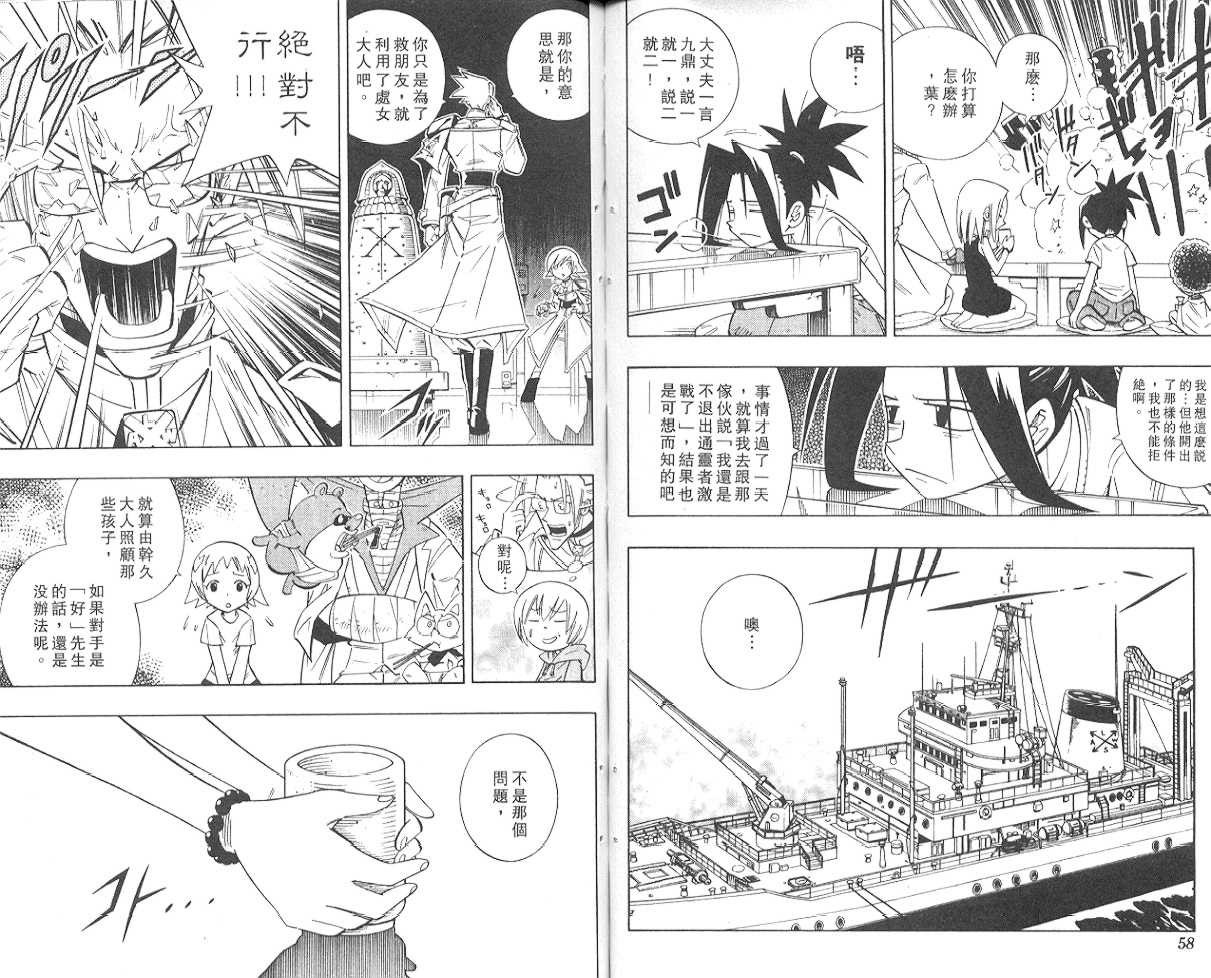 那麼…
你打算
怎麼辦
，葉？
唔…
大丈夫一言
九鼎，説一
就一，説二
就二！
ゴン
我是想這麼説
的…但他開出
了那樣的條件
，我也不能拒
絕啊。
事情才過了一天
，就算我去跟那
傢伙說「我還是
不退出通靈者激
戰了」，結果也
是可想而知的吧
——
噢…
58
那你的意
思就是，
你只是為了
救朋友，就
利用了處女
大人吧。
X
絕對不
行!!!
對呢…
就算由幹久
大人照顧那
些孩子，
如果對手是
「好」先生
的話，還是
没辦法呢。
不是那個
問題，
コト…